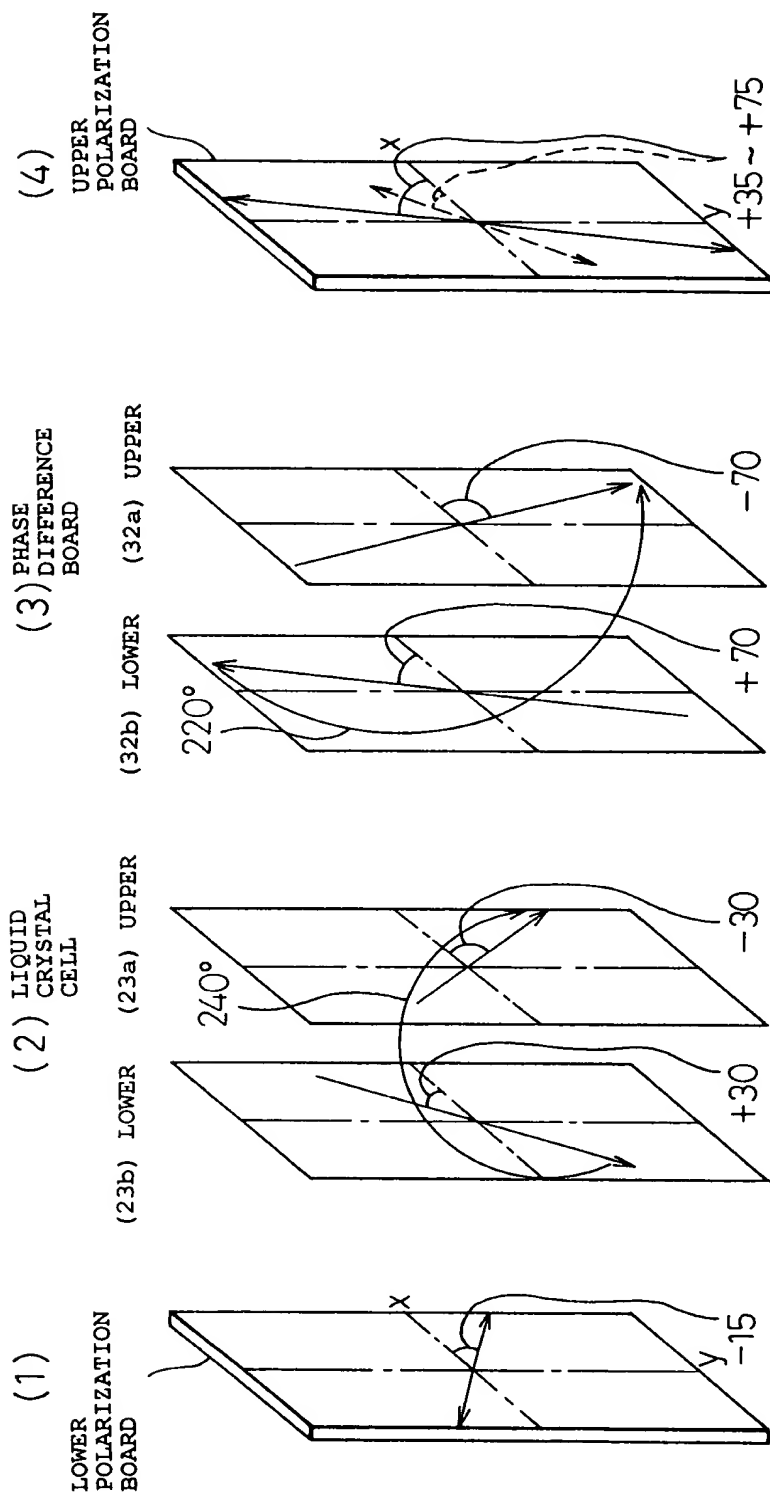 (1)
LOWER
POLARIZATION
BOARD
x
y
-15
(2) LIQUID
CRYSTAL
CELL
(23b) LOWER
(23a) UPPER
240°
+30
-30
(3) PHASE
DIFFERENCE
BOARD
(32b) LOWER
(32a) UPPER
220°
+70
-70
(4)
UPPER
POLARIZATION
BOARD
x
y
+35 ~ +75